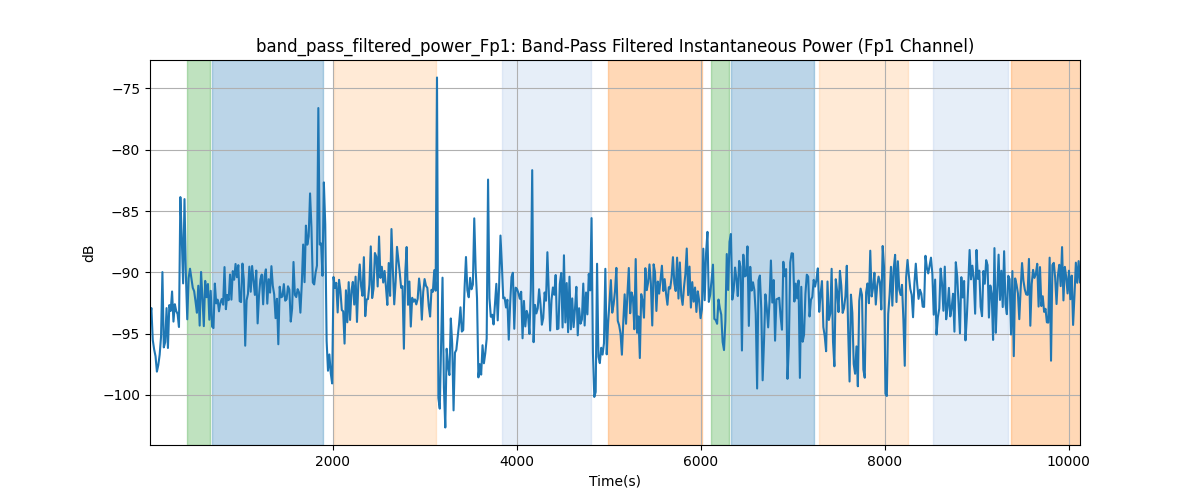 band_pass_filtered_power_Fp1: Band-Pass Filtered Instantaneous Power (Fp1 Channel)
−75
−80
−85
−90
−95
−100
dB
2000 4000 6000 8000 10000
Time(s)